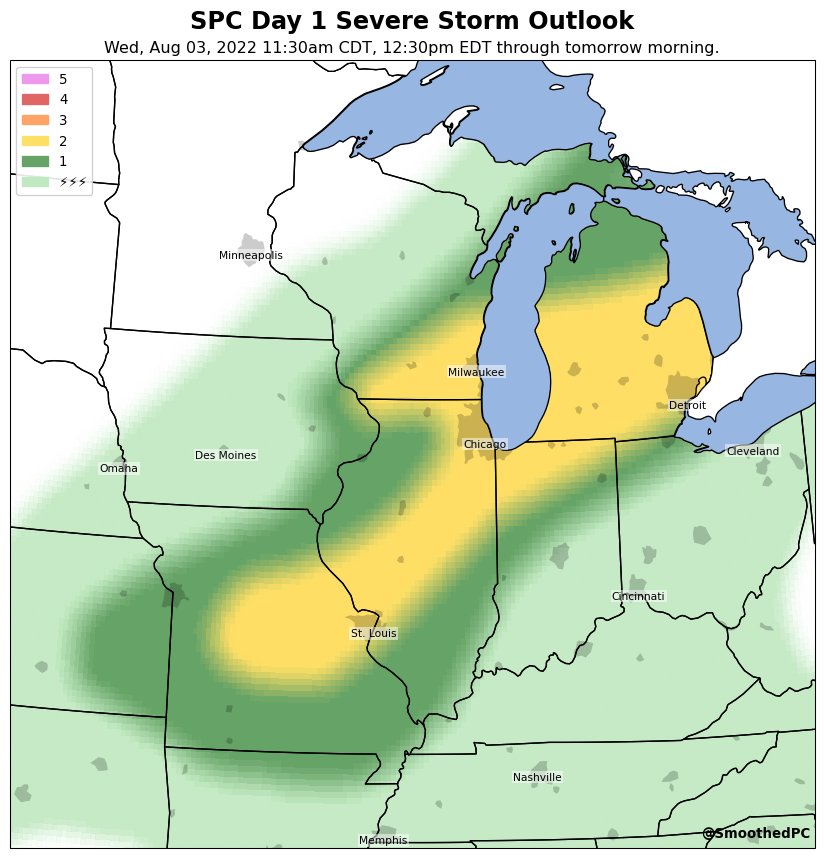 SPC Day 1 Severe Storm Outlook
Wed, Aug 03, 2022 11:30am CDT, 12:30pm EDT through tomorrow morning.
5
4
3
2
1
⚡⚡⚡
Minneapolis
Milwaukee
Detroit
Chicago
Cleveland
Des Moines
Omaha
Cincinnati
St. Louis
Nashville
@SmoothedPC
Memphis